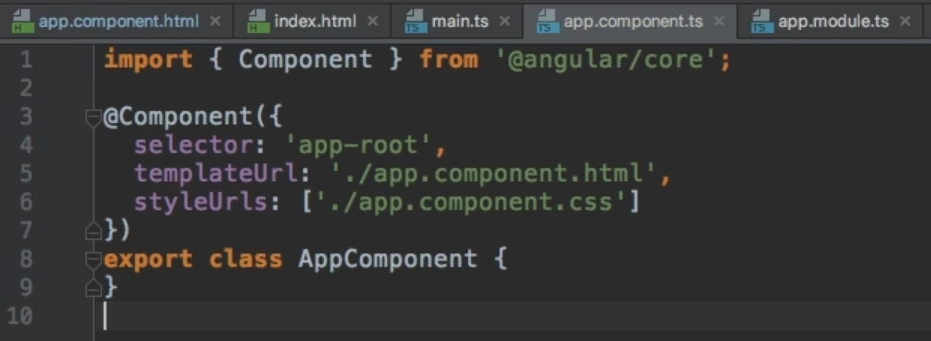 app.component.html × index.html × main.ts × app.component.ts × app.module.ts ×
1 import { Component } from '@angular/core';
2
3 @Component({
4 selector: 'app-root',
5 templateUrl: './app.component.html',
6 styleUrls: ['./app.component.css']
7 })
8 export class AppComponent {
9 }
10